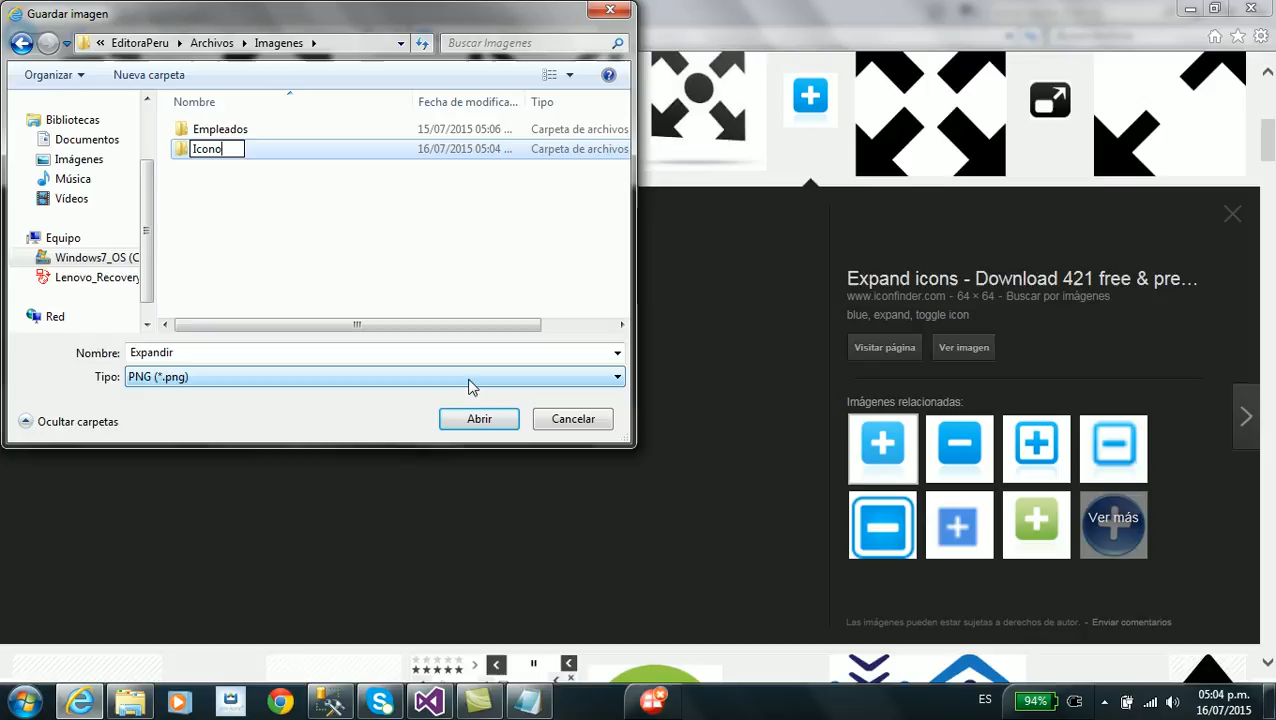 Guardar imagen
« EditoraPeru Archivos Imagenes
Buscar Imagenes
Organizar Nueva carpeta
Nombre Fecha de modifica... Tipo
Bibliotecas
Documentos
Imágenes
Música
Vídeos
Equipo
Windows7_OS (C
Lenovo_Recovery
Red
Empleados 15/07/2015 05:06 ... Carpeta de archivos
Icono 16/07/2015 05:04 ... Carpeta de archivos
Nombre: Expandir
Tipo: PNG (*.png)
Ocultar carpetas
Abrir Cancelar
Expand icons - Download 421 free & pre...
www.iconfinder.com - 64 × 64 - Buscar por imágenes
blue, expand, toggle icon
Visitar página Ver imagen
Imágenes relacionadas:
Ver más
Las imágenes pueden estar sujetas a derechos de autor. - Enviar comentarios
ES
94%
05:04 p.m.
16/07/2015